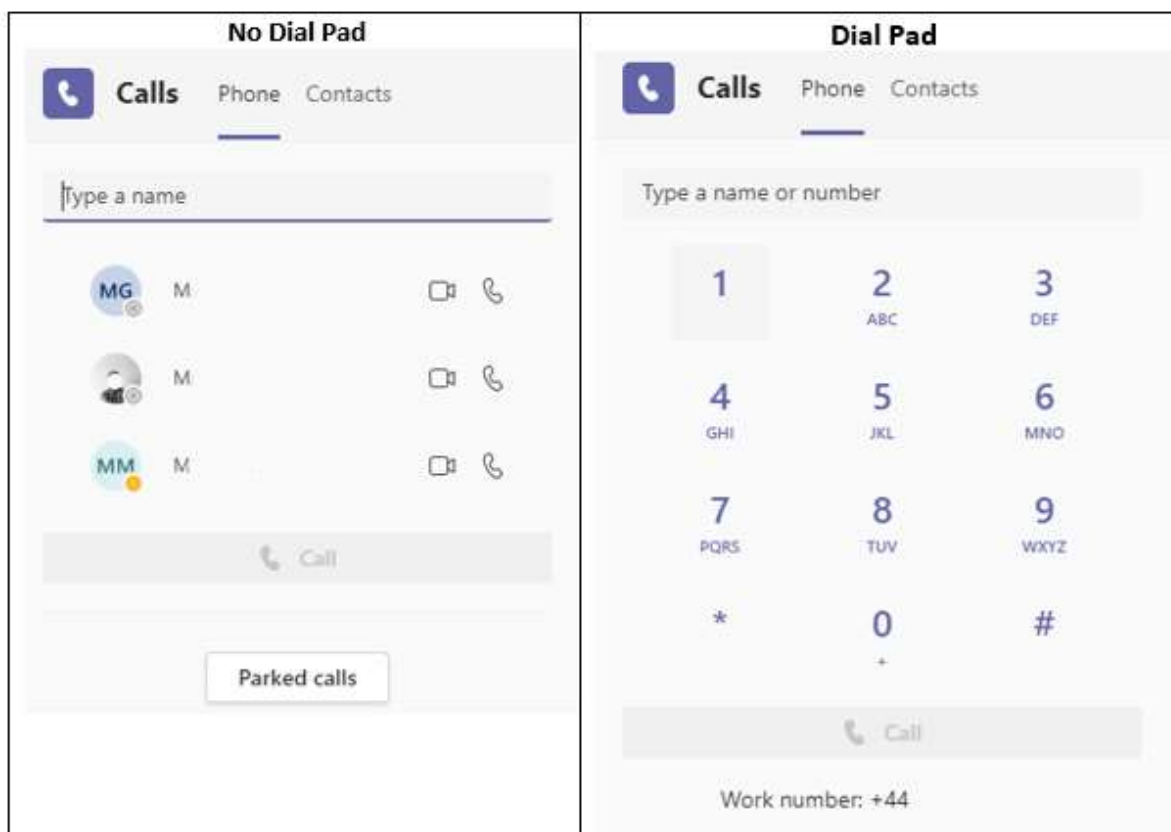 No Dial Pad
Calls Phone Contacts
Type a name
MG M
M
MM M
Call
Parked calls
Dial Pad
Calls Phone Contacts
Type a name or number
1 2 3
ABC DEF
4 5 6
GHI JKL MNO
7 8 9
PQRS TUV WXYZ
* 0 #
+
Call
Work number: +44